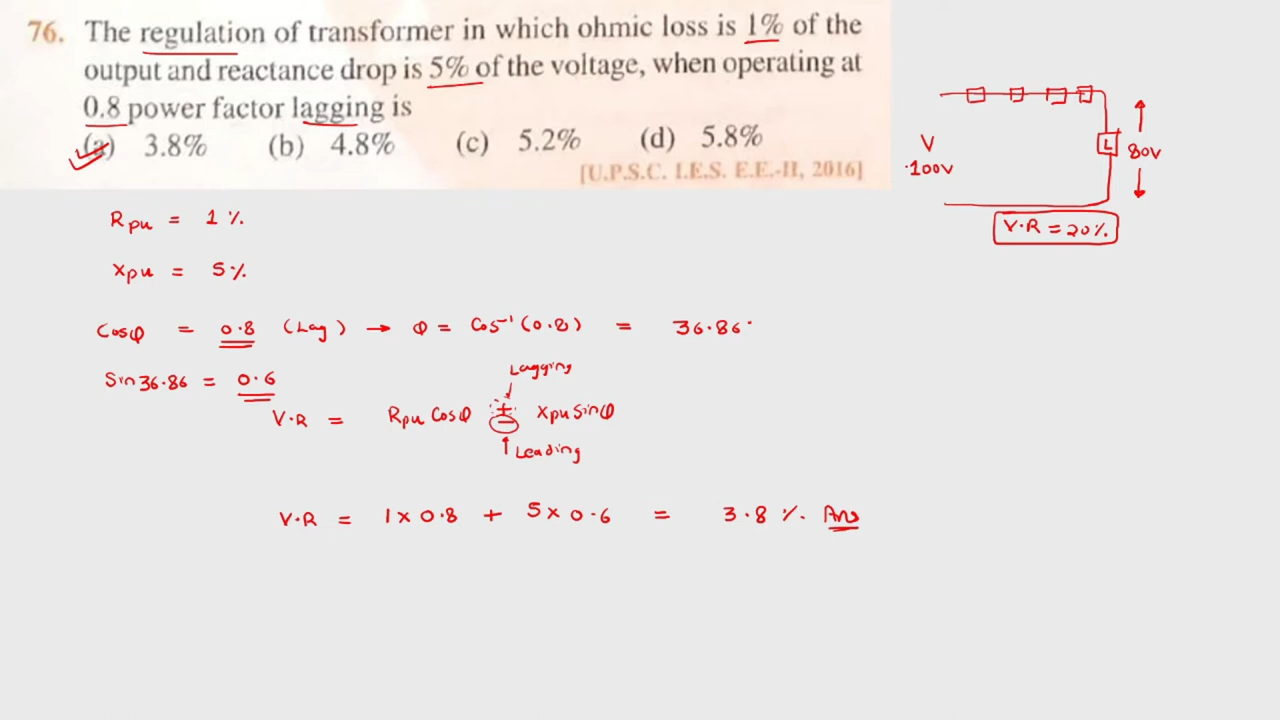 76. The regulation of transformer in which ohmic loss is 1% of the
output and reactance drop is 5% of the voltage, when operating at
0.8 power factor lagging is
(a) 3.8% (b) 4.8% (c) 5.2% (d) 5.8%
[U.P.S.C. I.E.S. E.E.-II, 2016]
V
100V
L
80V
V.R = 20%
Rpu = 1%
Xpu = 5%
Cosφ = 0.8 (Lag) → φ = Cos⁻¹(0.8) = 36.86°
Sin 36.86 = 0.6
Lagging
V.R = Rpu Cosφ ± Xpu Sinφ
↑ Leading
V.R = 1 x 0.8 + 5 x 0.6 = 3.8 %. Ans